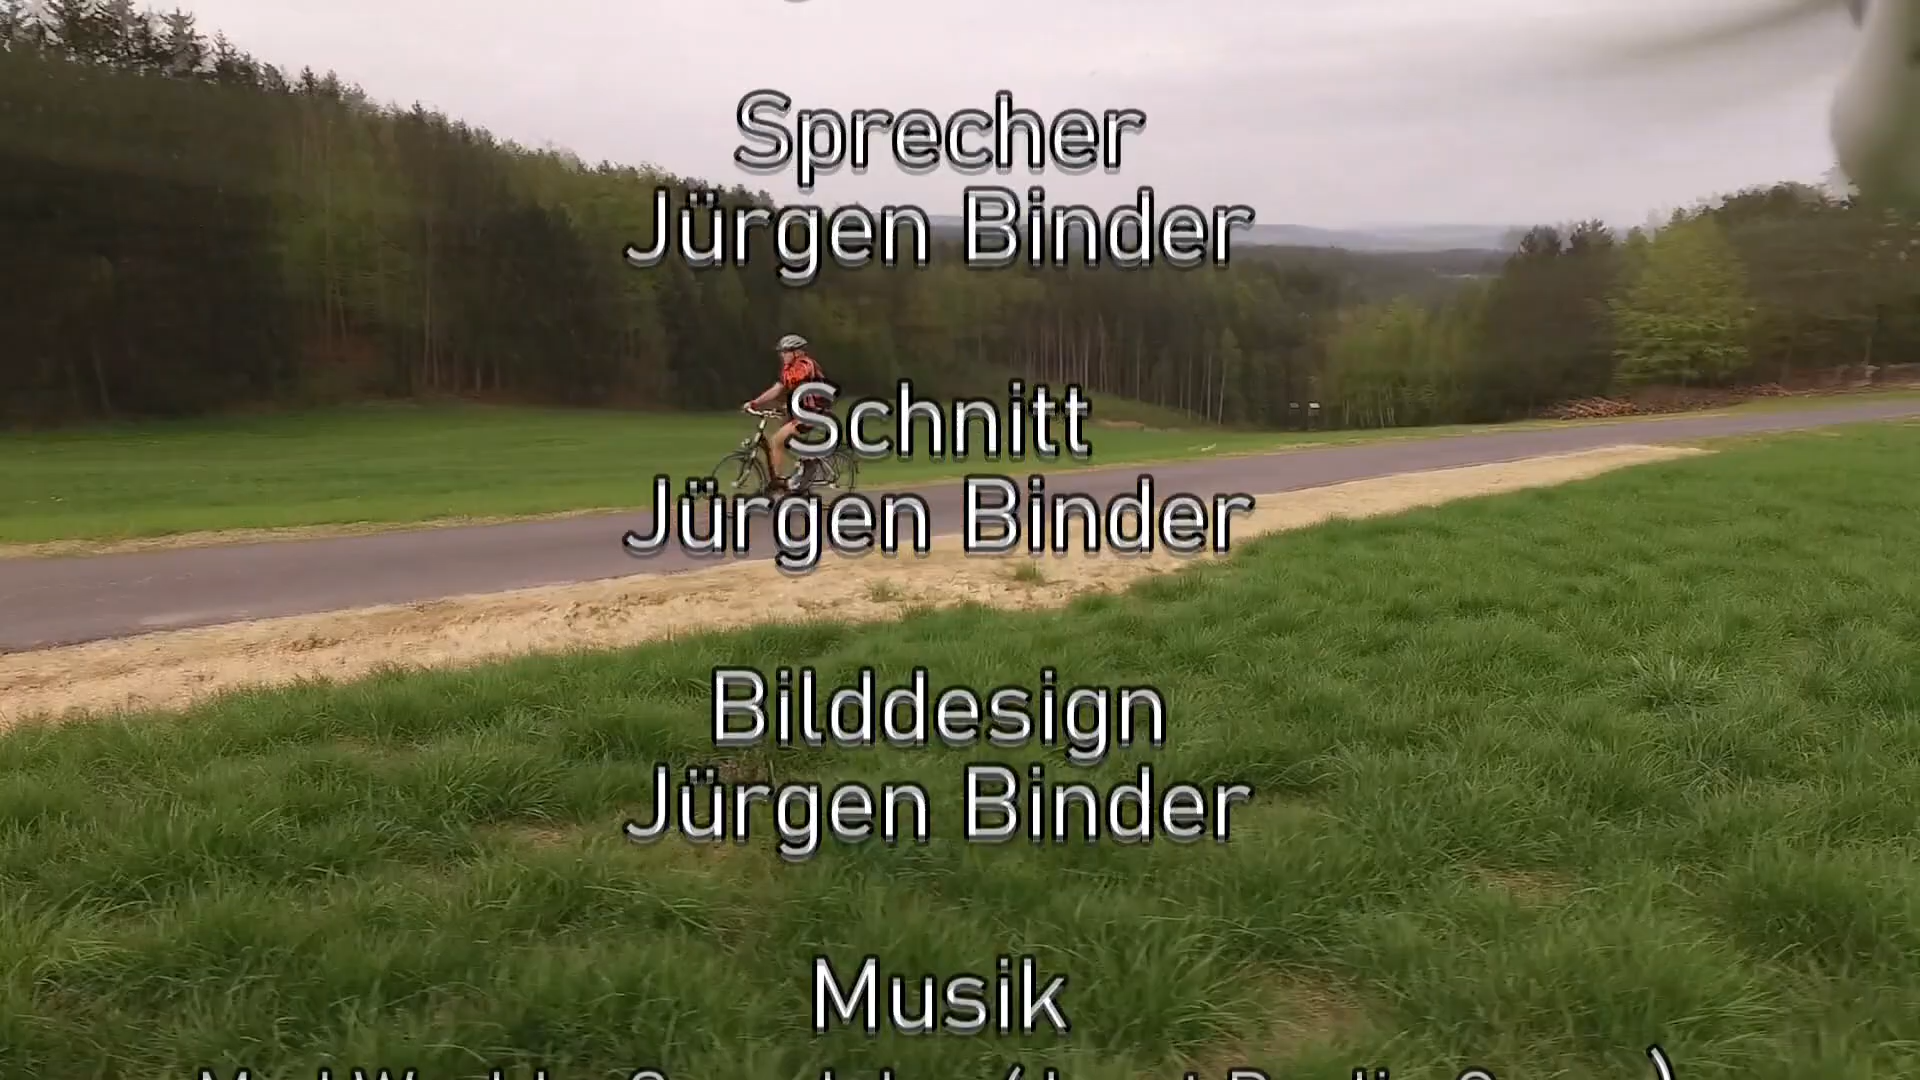 Sprecher
Jürgen Binder
Schnitt
Jürgen Binder
Bilddesign
Jürgen Binder
Musik